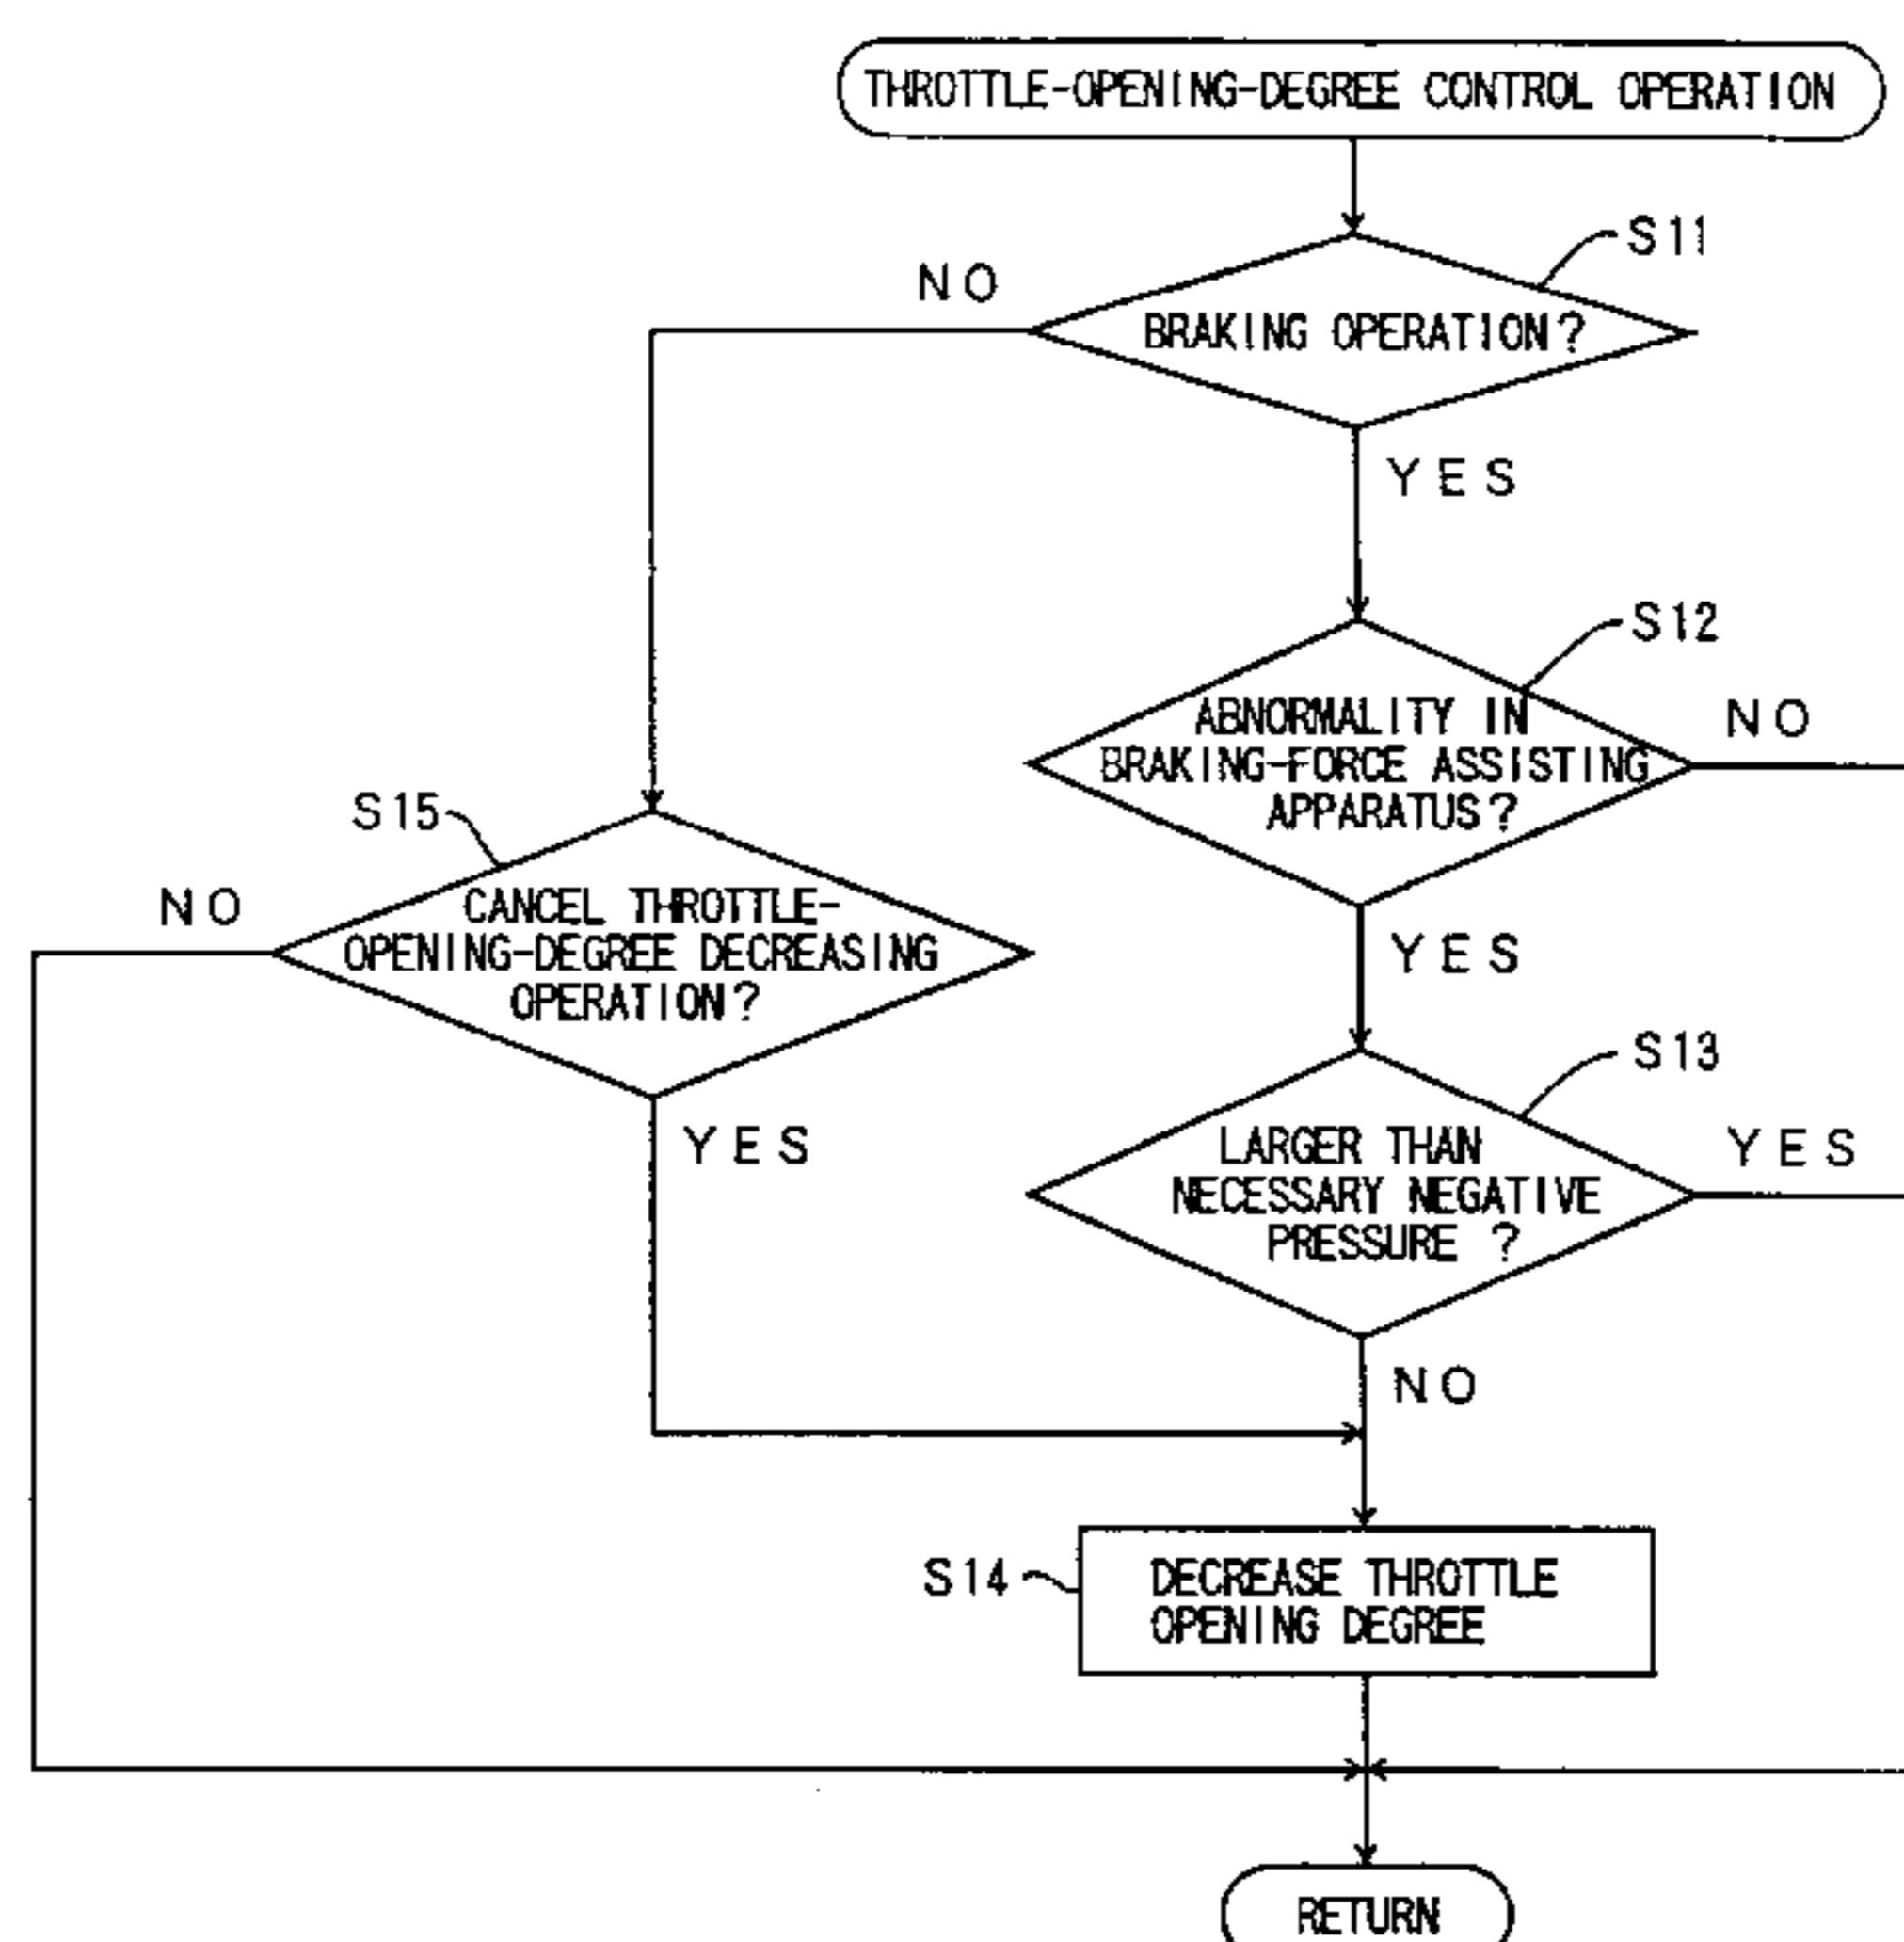 THROTTLE-OPENING-DEGREE CONTROL OPERATION
S11
NO
BRAKING OPERATION?
YES
S12
ABNORMALITY IN
BRAKING-FORCE ASSISTING
APPARATUS?
NO
YES
S15
NO
CANCEL THROTTLE-
OPENING-DEGREE DECREASING
OPERATION?
YES
S13
LARGER THAN
NECESSARY NEGATIVE
PRESSURE ?
YES
NO
S14
DECREASE THROTTLE
OPENING DEGREE
RETURN